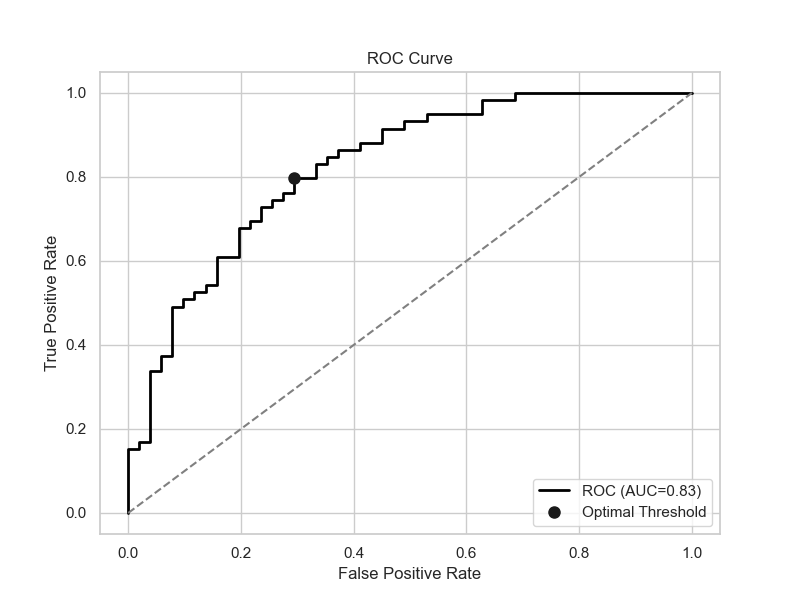 ROC Curve
1.0
0.8
0.6
0.4
0.2
0.0
True Positive Rate
0.0 0.2 0.4 0.6 0.8 1.0
False Positive Rate
ROC (AUC=0.83)
Optimal Threshold